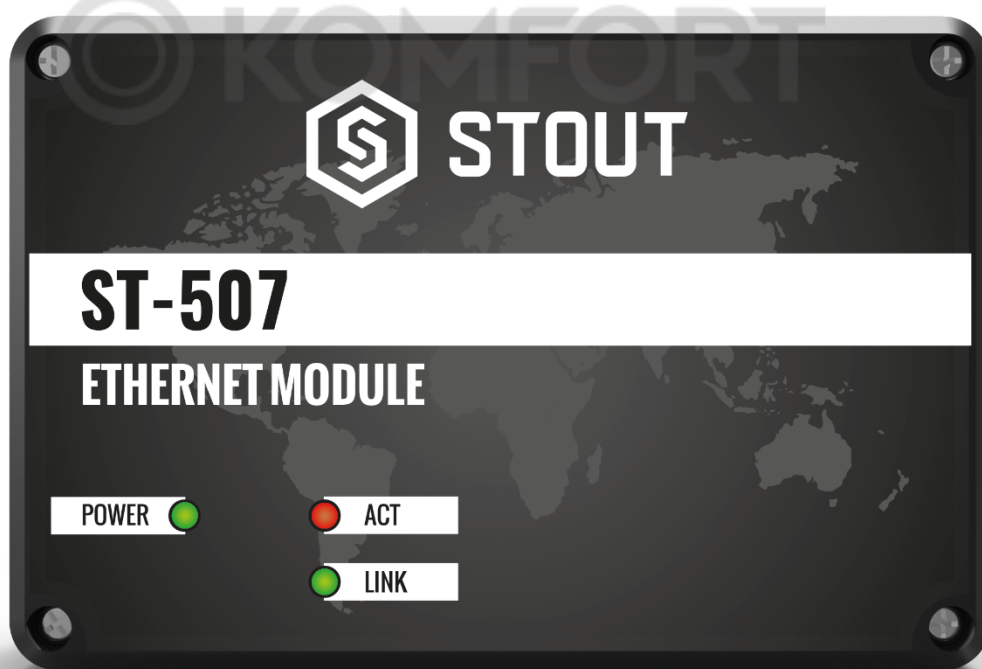 KOMFORT
STOUT
ST-507
ETHERNET MODULE
POWER
ACT
LINK